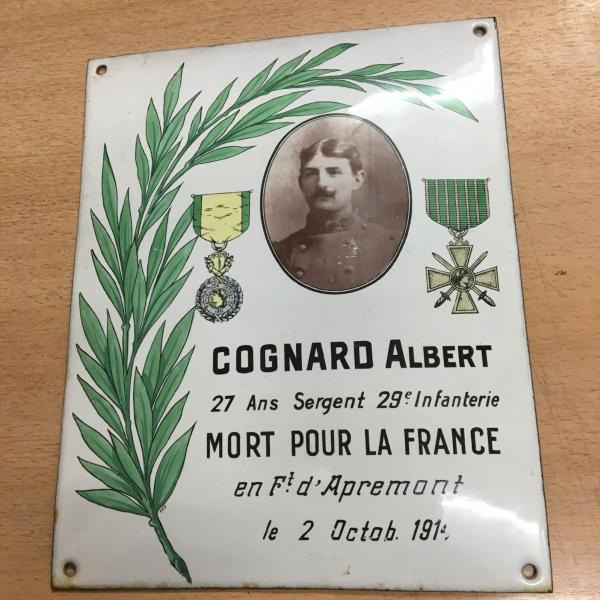 COGNARD ALBERT
27 Ans Sergent 29e. Infanterie
MORT POUR LA FRANCE
en Ft. d'Apremont
le 2 Octob. 1914